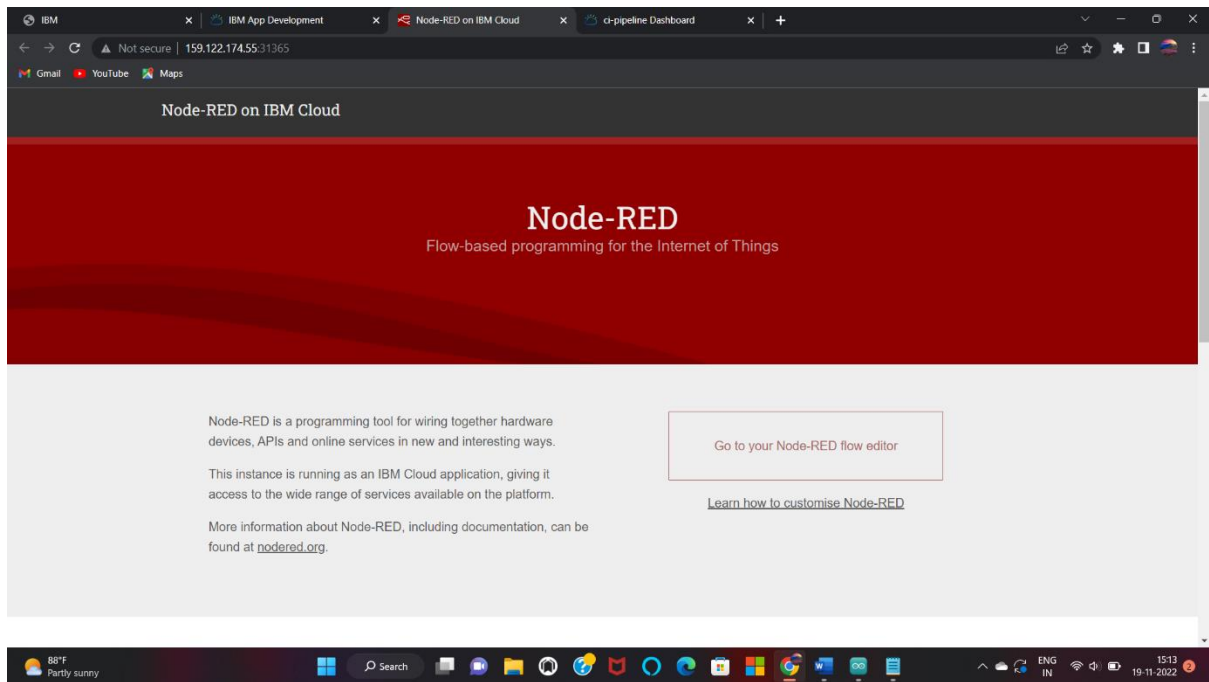 IBM
IBM App Development
Node-RED on IBM Cloud
ci-pipeline Dashboard
Not secure | 159.122.174.55:31365
Gmail YouTube Maps
Node-RED on IBM Cloud
Node-RED
Flow-based programming for the Internet of Things
Node-RED is a programming tool for wiring together hardware
devices, APIs and online services in new and interesting ways.
This instance is running as an IBM Cloud application, giving it
access to the wide range of services available on the platform.
More information about Node-RED, including documentation, can be
found at nodered.org.
Go to your Node-RED flow editor
Learn how to customise Node-RED
88°F
Partly sunny
Search
ENG
IN
15:13
19-11-2022
2